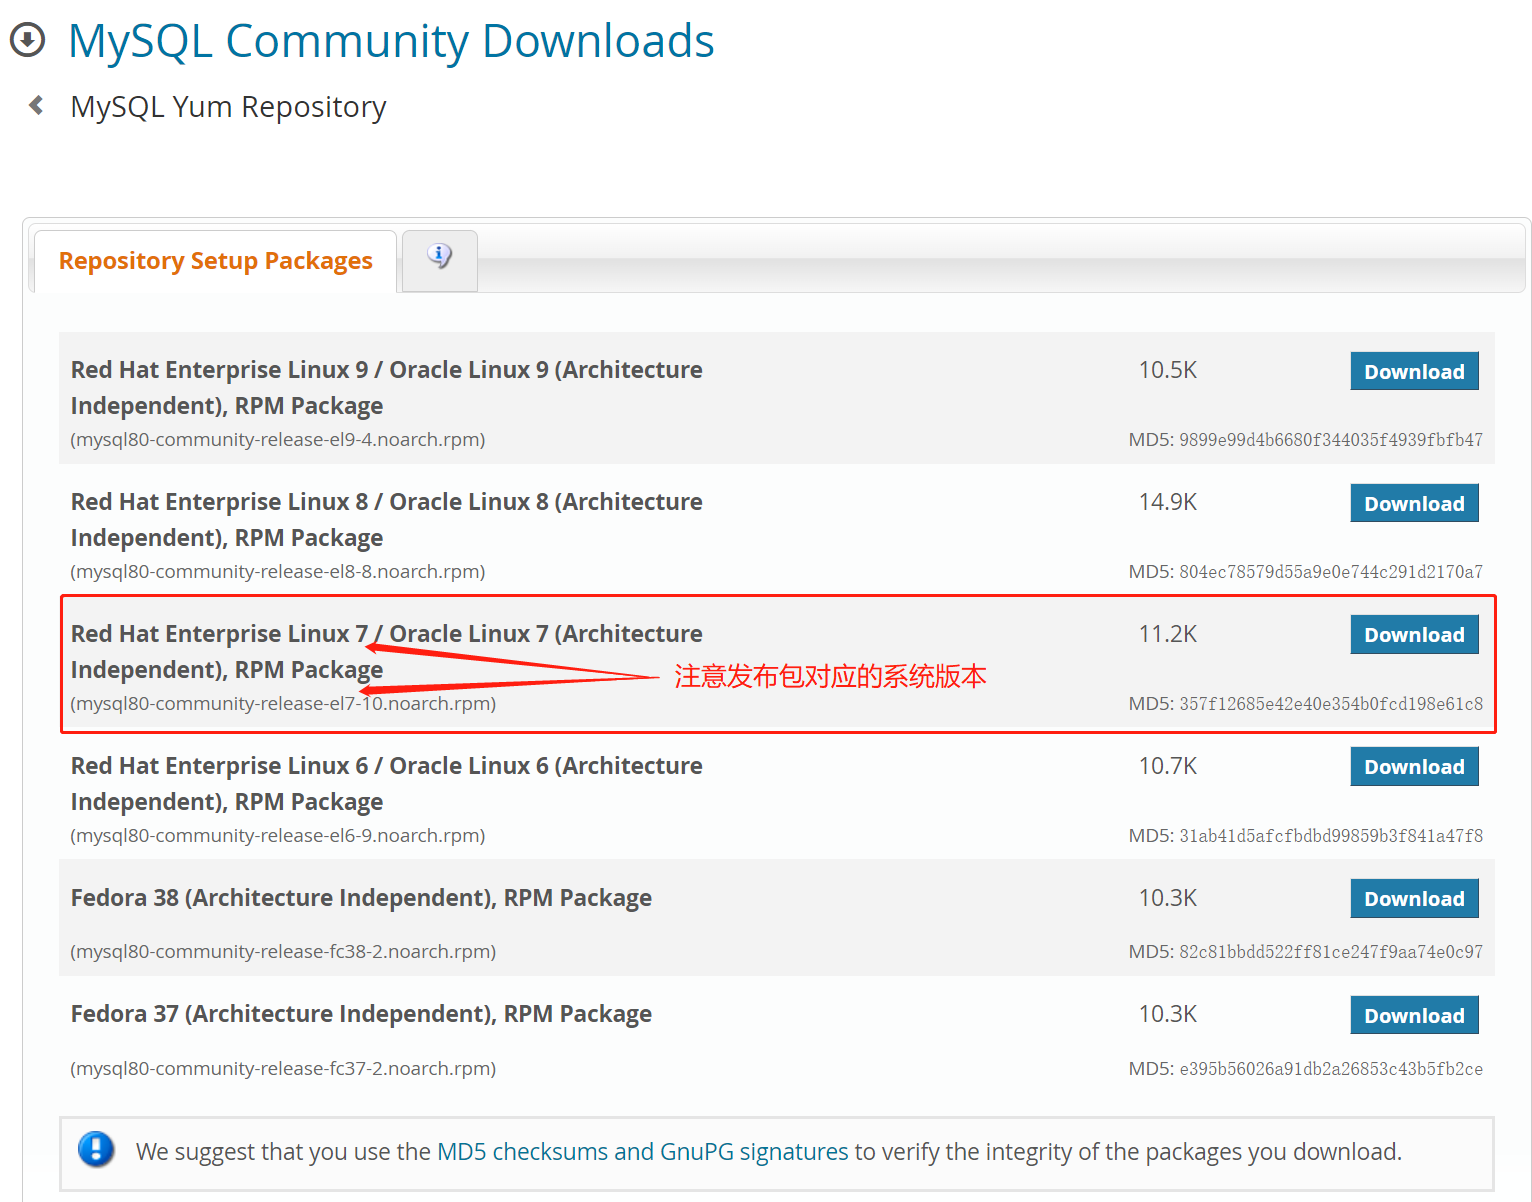 MySQL Community Downloads
MySQL Yum Repository
Repository Setup Packages
Red Hat Enterprise Linux 9 / Oracle Linux 9 (Architecture
Independent), RPM Package
10.5K
Download
(mysql80-community-release-el9-4.noarch.rpm)
MD5: 9899e99d4b6680f344035f4939fbfb47
Red Hat Enterprise Linux 8 / Oracle Linux 8 (Architecture
Independent), RPM Package
14.9K
Download
(mysql80-community-release-el8-8.noarch.rpm)
MD5: 804ec78579d55a9e0e744c291d2170a7
Red Hat Enterprise Linux 7 / Oracle Linux 7 (Architecture
Independent), RPM Package
11.2K
Download
注意发布包对应的系统版本
(mysql80-community-release-el7-10.noarch.rpm)
MD5: 357f12685e42e40e354b0fcd198e61c8
Red Hat Enterprise Linux 6 / Oracle Linux 6 (Architecture
Independent), RPM Package
10.7K
Download
(mysql80-community-release-el6-9.noarch.rpm)
MD5: 31ab41d5afcfbdbd99859b3f841a47f8
Fedora 38 (Architecture Independent), RPM Package
10.3K
Download
(mysql80-community-release-fc38-2.noarch.rpm)
MD5: 82c81bbdd522ff81ce247f9aa74e0c97
Fedora 37 (Architecture Independent), RPM Package
10.3K
Download
(mysql80-community-release-fc37-2.noarch.rpm)
MD5: e395b56026a91db2a26853c43b5fb2ce
We suggest that you use the MD5 checksums and GnuPG signatures to verify the integrity of the packages you download.